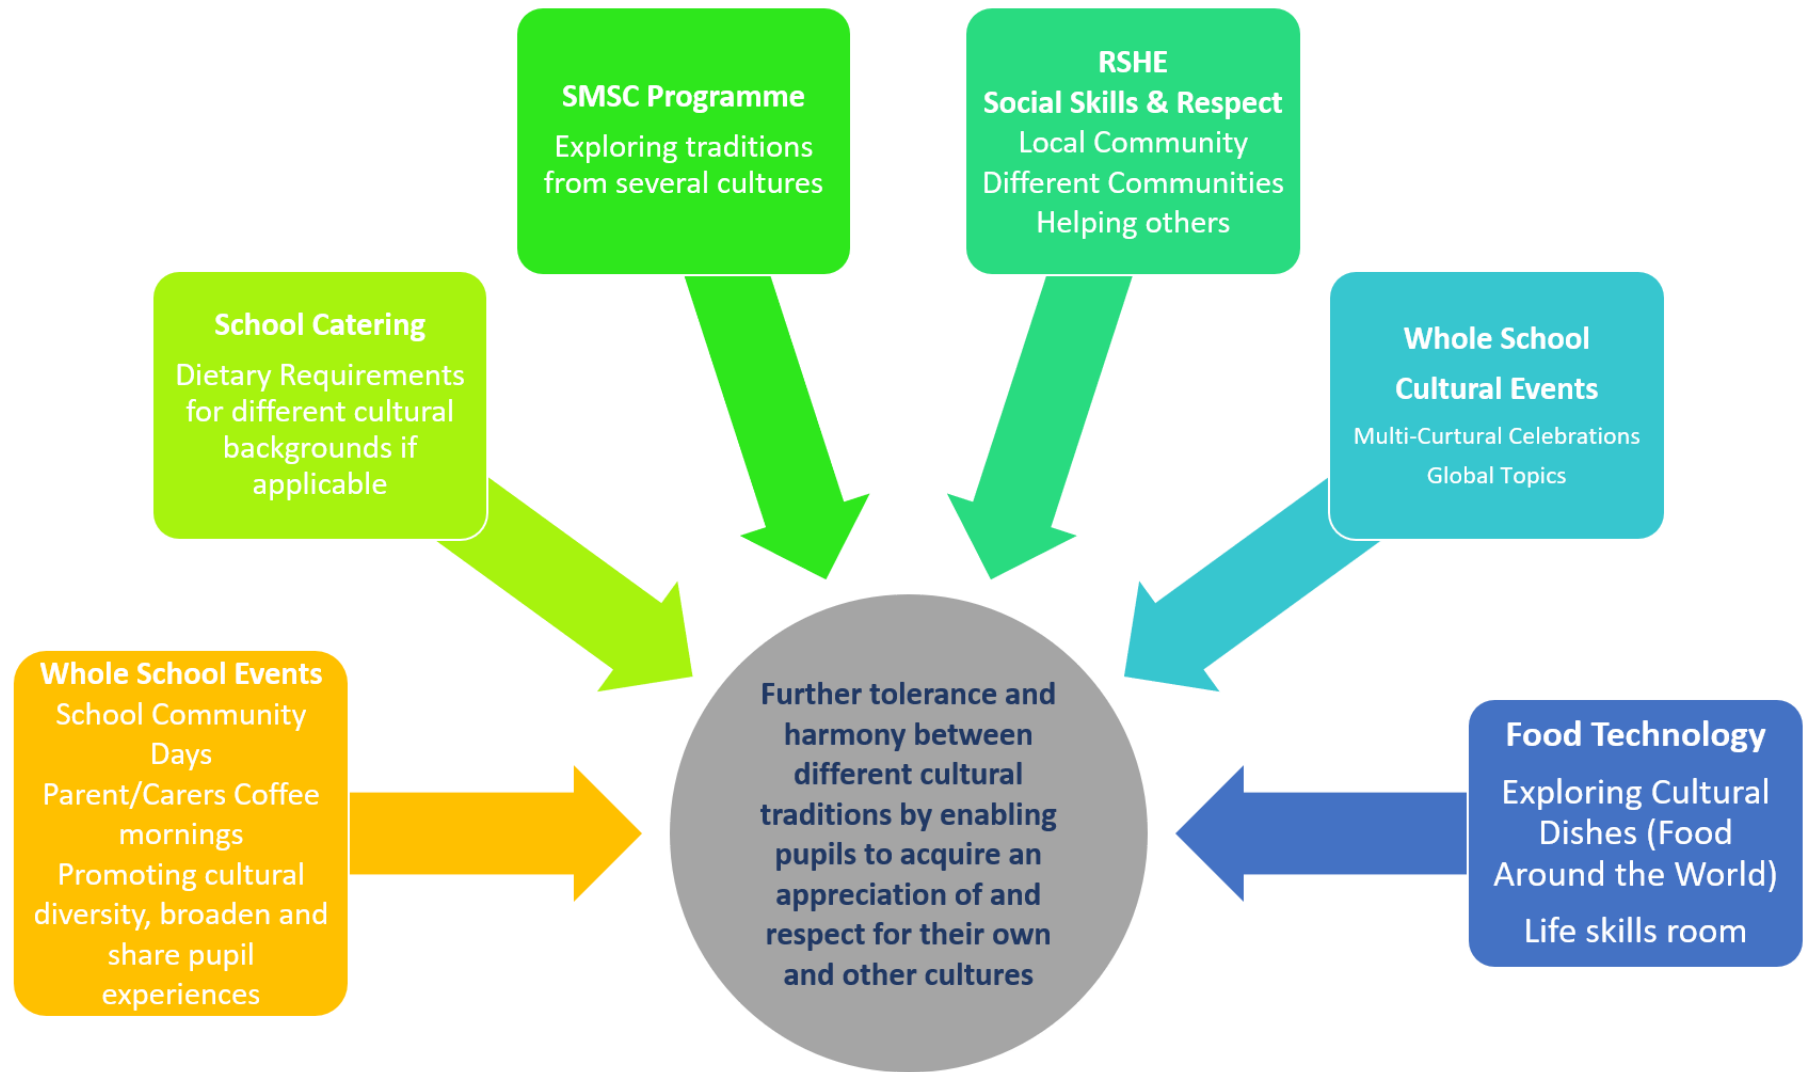 SMSC Programme
Exploring traditions
from several cultures
RSHE
Social Skills & Respect
Local Community
Different Communities
Helping others
School Catering
Dietary Requirements
for different cultural
backgrounds if
applicable
Whole School
Cultural Events
Multi-Curtural Celebrations
Global Topics
Whole School Events
School Community
Days
Parent/Carers Coffee
mornings
Promoting cultural
diversity, broaden and
share pupil
experiences
Further tolerance and
harmony between
different cultural
traditions by enabling
pupils to acquire an
appreciation of and
respect for their own
and other cultures
Food Technology
Exploring Cultural
Dishes (Food
Around the World)
Life skills room